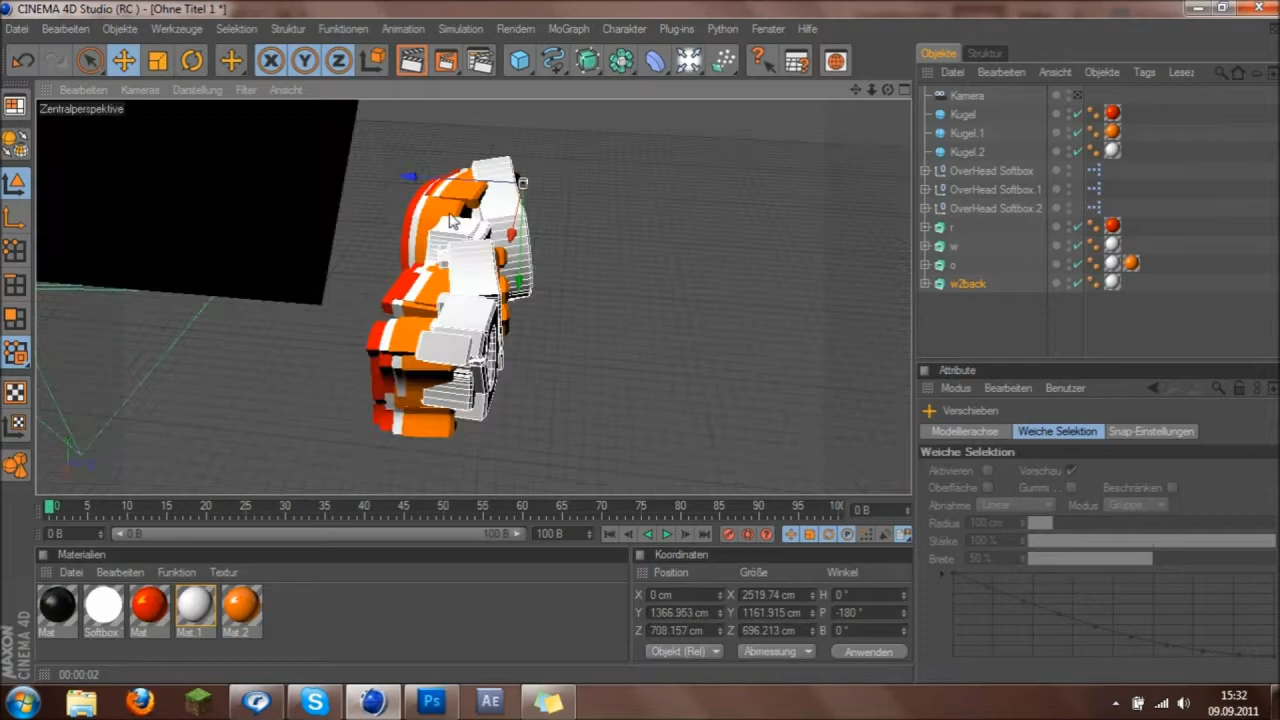 CINEMA 4D Studio (RC ) - [Ohne Titel 1 *]
Datei Bearbeiten Objekte Werkzeuge Selektion Struktur Funktionen Animation Simulation Rendern MoGraph Charakter Plug-ins Python Fenster Hilfe
Bearbeiten Kameras Darstellung Filter Ansicht
Zentralperspektive
Objekte Struktur
Datei Bearbeiten Ansicht Objekte Tags Lesez
Kamera
Kugel
Kugel.1
Kugel.2
OverHead Softbox
OverHead Softbox.1
OverHead Softbox.2
r
w
o
w2back
Attribute
Modus Bearbeiten Benutzer
Verschieben
Modellierachse Weiche Selektion Snap-Einstellungen
Weiche Selektion
Aktivieren Vorschau
Oberfläche Gummi . . Beschränken
Abnahme Linear Modus Gruppe
Radius 100 cm
Stärke 100 %
Breite 50 %
0 5 10 15 20 25 30 35 40 45 50 55 60 65 70 75 80 85 90 95 100 0 B
0 B 0 B 100 B 100 B
Materialien
Datei Bearbeiten Funktion Textur
Mat Softbox Mat Mat.1 Mat.2
Koordinaten
Position Größe Winkel
X 0 cm X 2519.74 cm H 0 °
Y 1366.953 cm Y 1161.915 cm P -180 °
Z 708.157 cm Z 696.213 cm B 0 °
Objekt (Rel) Abmessung Anwenden
MAXON CINEMA 4D
00:00:02
Ps Ae
15:32
09.09.2011